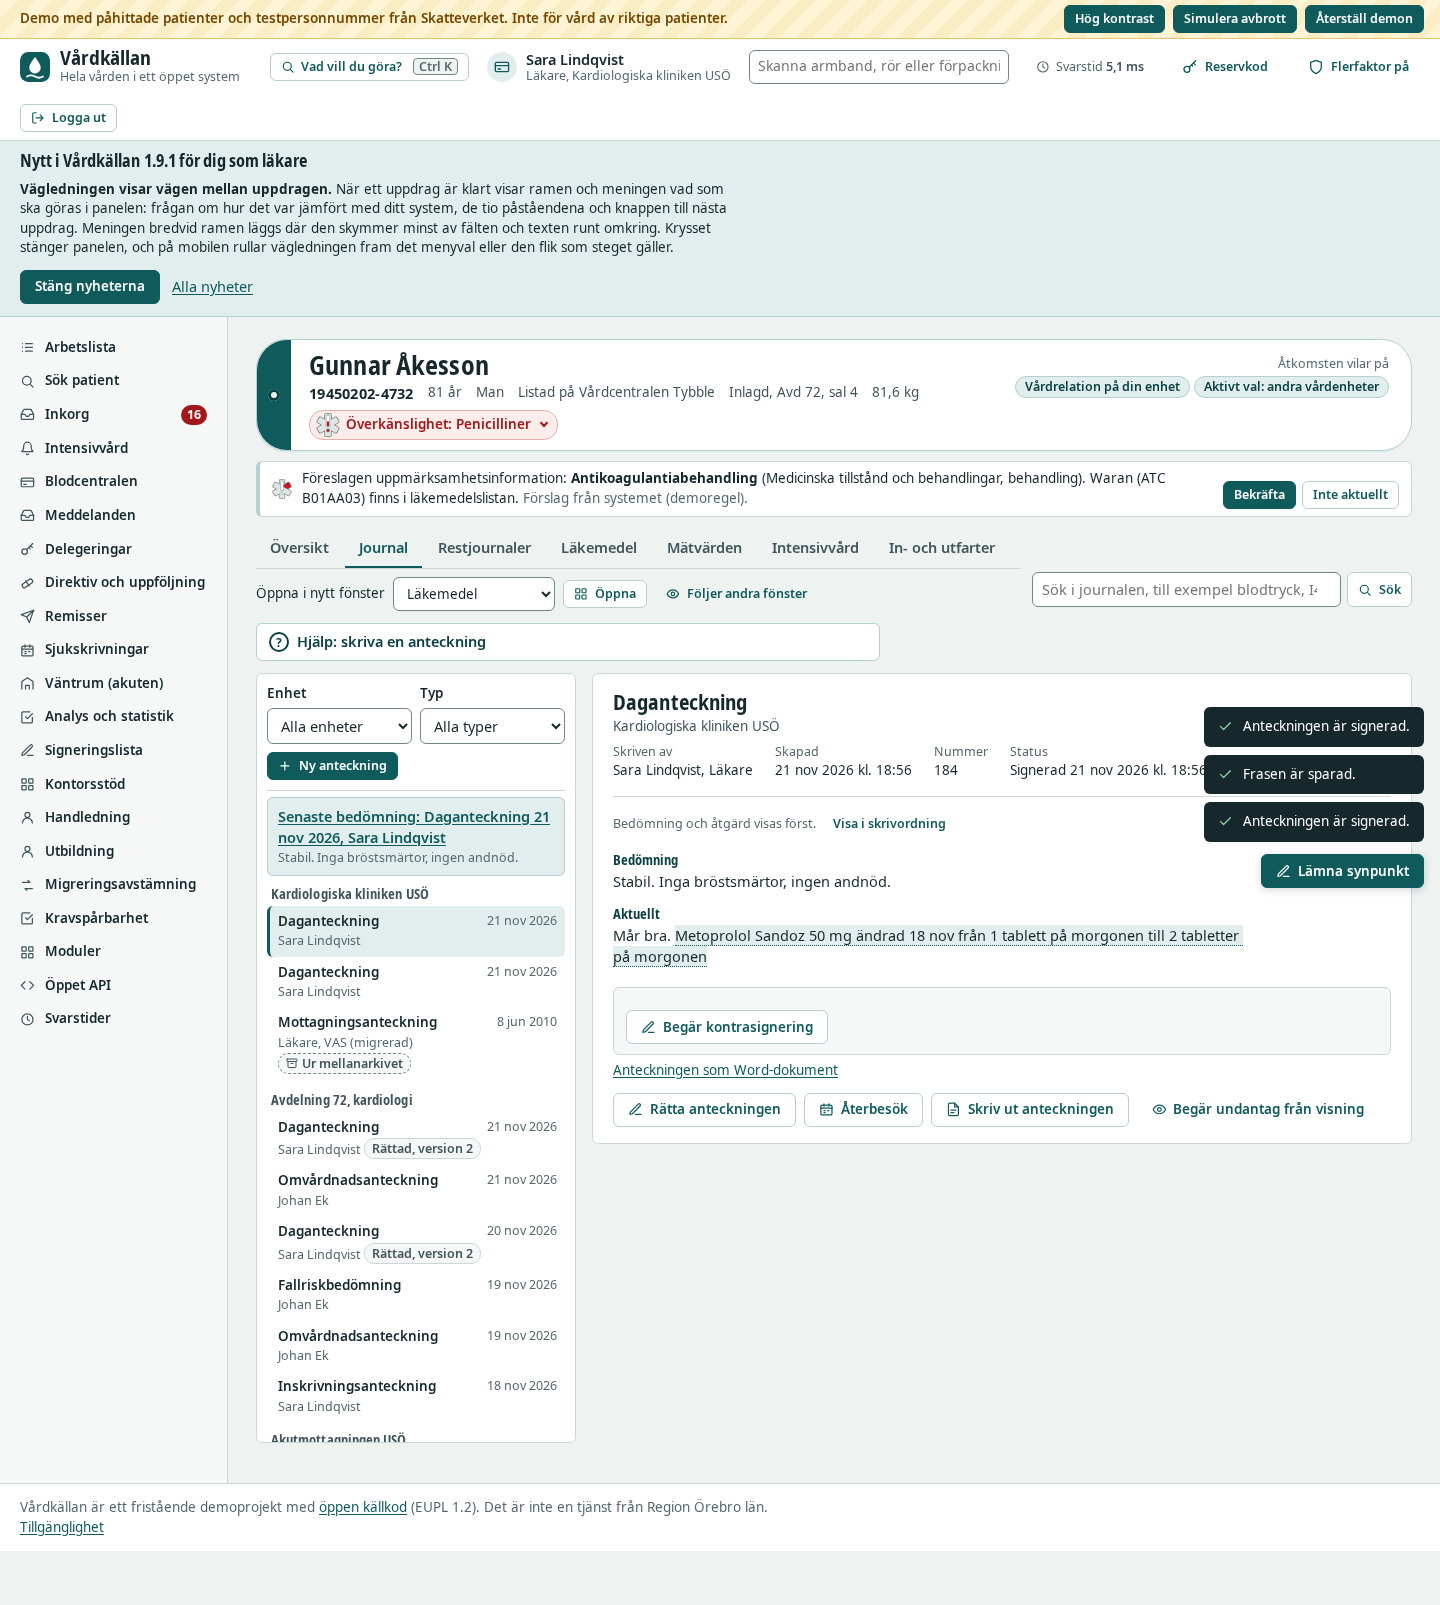 Demo med påhittade patienter och testpersonnummer från Skatteverket. Inte för vård av riktiga patienter.
Hög kontrast
Simulera avbrott
Återställ demon
Vårdkällan
Hela vården i ett öppet system
Vad vill du göra? Ctrl K
Sara Lindqvist
Läkare, Kardiologiska kliniken USÖ
Skanna armband, rör eller förpackni
Svarstid 5,1 ms
Reservkod
Flerfaktor på
Logga ut
Nytt i Vårdkällan 1.9.1 för dig som läkare
Vägledningen visar vägen mellan uppdragen. När ett uppdrag är klart visar ramen och meningen vad som
ska göras i panelen: frågan om hur det var jämfört med ditt system, de tio påståendena och knappen till nästa
uppdrag. Meningen bredvid ramen läggs där den skymmer minst av fälten och texten runt omkring. Krysset
stänger panelen, och på mobilen rullar vägledningen fram det menyval eller den flik som steget gäller.
Stäng nyheterna
Alla nyheter
Arbetslista
Sök patient
Inkorg 16
Intensivvård
Blodcentralen
Meddelanden
Delegeringar
Direktiv och uppföljning
Remisser
Sjukskrivningar
Väntrum (akuten)
Analys och statistik
Signeringslista
Kontorsstöd
Handledning
Utbildning
Migreringsavstämning
Kravspårbarhet
Moduler
Öppet API
Svarstider
Gunnar Åkesson
19450202-4732 81 år Man Listad på Vårdcentralen Tybble Inlagd, Avd 72, sal 4 81,6 kg
Överkänslighet: Penicilliner
Åtkomsten vilar på
Vårdrelation på din enhet
Aktivt val: andra vårdenheter
Föreslagen uppmärksamhetsinformation: Antikoagulantiabehandling (Medicinska tillstånd och behandlingar, behandling). Waran (ATC
B01AA03) finns i läkemedelslistan. Förslag från systemet (demoregel).
Bekräfta
Inte aktuellt
Översikt
Journal
Restjournaler
Läkemedel
Mätvärden
Intensivvård
In- och utfarter
Öppna i nytt fönster
Läkemedel
Öppna
Följer andra fönster
Sök i journalen, till exempel blodtryck, I4
Sök
? Hjälp: skriva en anteckning
Enhet
Typ
Alla enheter
Alla typer
Ny anteckning
Senaste bedömning: Daganteckning 21
nov 2026, Sara Lindqvist
Stabil. Inga bröstsmärtor, ingen andnöd.
Kardiologiska kliniken USÖ
Daganteckning 21 nov 2026
Sara Lindqvist
Daganteckning 21 nov 2026
Sara Lindqvist
Mottagningsanteckning 8 jun 2010
Läkare, VAS (migrerad)
Ur mellanarkivet
Avdelning 72, kardiologi
Daganteckning 21 nov 2026
Sara Lindqvist Rättad, version 2
Omvårdnadsanteckning 21 nov 2026
Johan Ek
Daganteckning 20 nov 2026
Sara Lindqvist Rättad, version 2
Fallriskbedömning 19 nov 2026
Johan Ek
Omvårdnadsanteckning 19 nov 2026
Johan Ek
Inskrivningsanteckning 18 nov 2026
Sara Lindqvist
Akutmottagningen USÖ
Daganteckning
Kardiologiska kliniken USÖ
Skriven av
Sara Lindqvist, Läkare
Skapad
21 nov 2026 kl. 18:56
Nummer
184
Status
Signerad 21 nov 2026 kl. 18:56
Anteckningen är signerad.
Frasen är sparad.
Anteckningen är signerad.
Lämna synpunkt
Bedömning och åtgärd visas först.
Visa i skrivordning
Bedömning
Stabil. Inga bröstsmärtor, ingen andnöd.
Aktuellt
Mår bra. Metoprolol Sandoz 50 mg ändrad 18 nov från 1 tablett på morgonen till 2 tabletter
på morgonen
Begär kontrasignering
Anteckningen som Word-dokument
Rätta anteckningen
Återbesök
Skriv ut anteckningen
Begär undantag från visning
Vårdkällan är ett fristående demoprojekt med öppen källkod (EUPL 1.2). Det är inte en tjänst från Region Örebro län.
Tillgänglighet